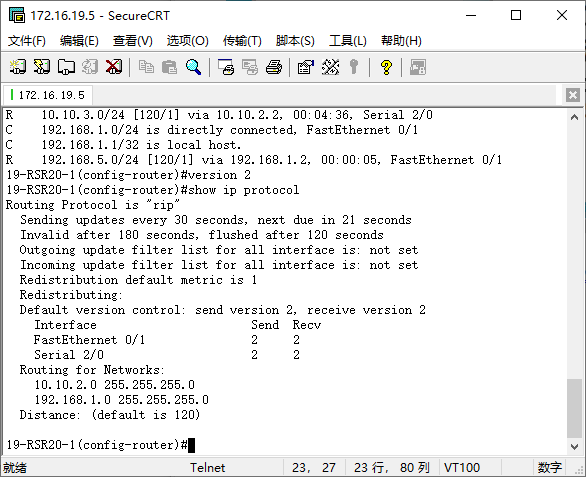 172.16.19.5 - SecureCRT
文件(F) 编辑(E) 查看(V) 选项(O) 传输(T) 脚本(S) 工具(L) 帮助(H)
172.16.19.5
R    10.10.3.0/24 [120/1] via 10.10.2.2, 00:04:36, Serial 2/0
C    192.168.1.0/24 is directly connected, FastEthernet 0/1
C    192.168.1.1/32 is local host.
R    192.168.5.0/24 [120/1] via 192.168.1.2, 00:00:05, FastEthernet 0/1
19-RSR20-1(config-router)#version 2
19-RSR20-1(config-router)#show ip protocol
Routing Protocol is "rip"
  Sending updates every 30 seconds, next due in 21 seconds
  Invalid after 180 seconds, flushed after 120 seconds
  Outgoing update filter list for all interface is: not set
  Incoming update filter list for all interface is: not set
  Redistribution default metric is 1
  Redistributing:
  Default version control: send version 2, receive version 2
    Interface                      Send  Recv
    FastEthernet 0/1               2     2
    Serial 2/0                     2     2
  Routing for Networks:
    10.10.2.0 255.255.255.0
    192.168.1.0 255.255.255.0
  Distance: (default is 120)
19-RSR20-1(config-router)#
就绪 Telnet 23, 27 23 行, 80 列 VT100 数字